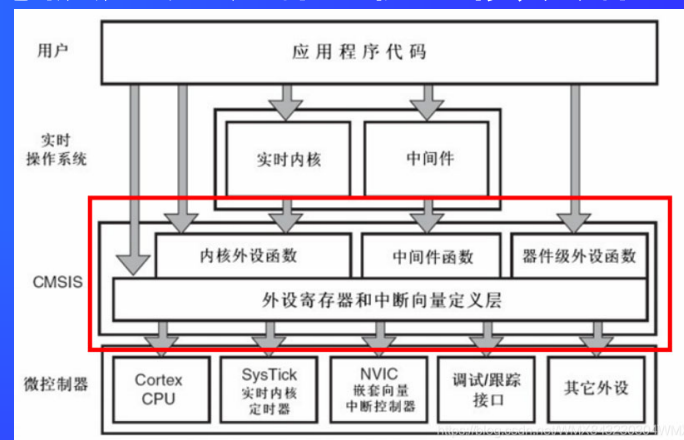 用户
应用程序代码
实时
操作系统
实时内核
中间件
CMSIS
内核外设函数
中间件函数
器件级外设函数
外设寄存器和中断向量定义层
微控制器
Cortex
CPU
SysTick
实时内核
定时器
NVIC
嵌套向量
中断控制器
调试/跟踪
接口
其它外设